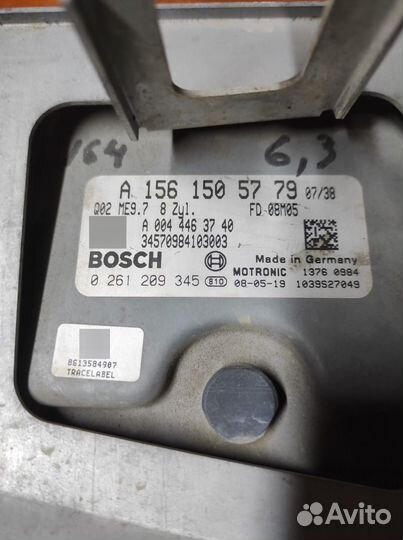 164
6,3
A 156 150 57 79 07/38
Q02 ME9.7 8 Zyl. FD 08M05
A 004 446 37 40
34570984103003
BOSCH Made in Germany
MOTRONIC 1376 0984
0 261 209 345 810 08-05-19 1039S27049
8613584907
TRACELABEL
Avito